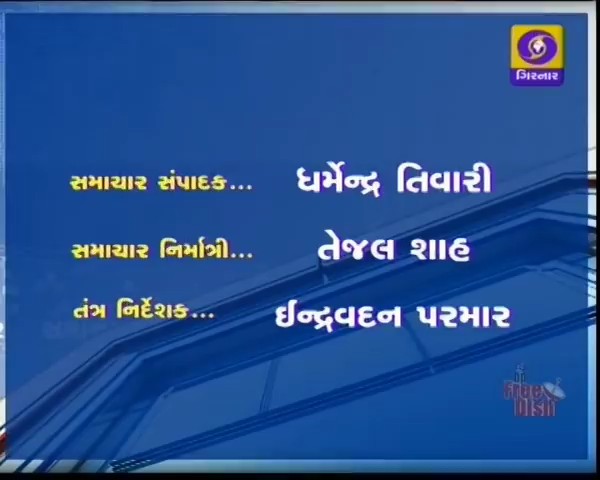 ગિરનાર
સમાચાર સંપાદક... ધર્મેન્દ્ર તિવારી
સમાચાર નિર્માત્રી... તેજલ શાહ
તંત્ર નિર્દેશક... ઈન્દ્રવદન પરમાર
Free
Dish